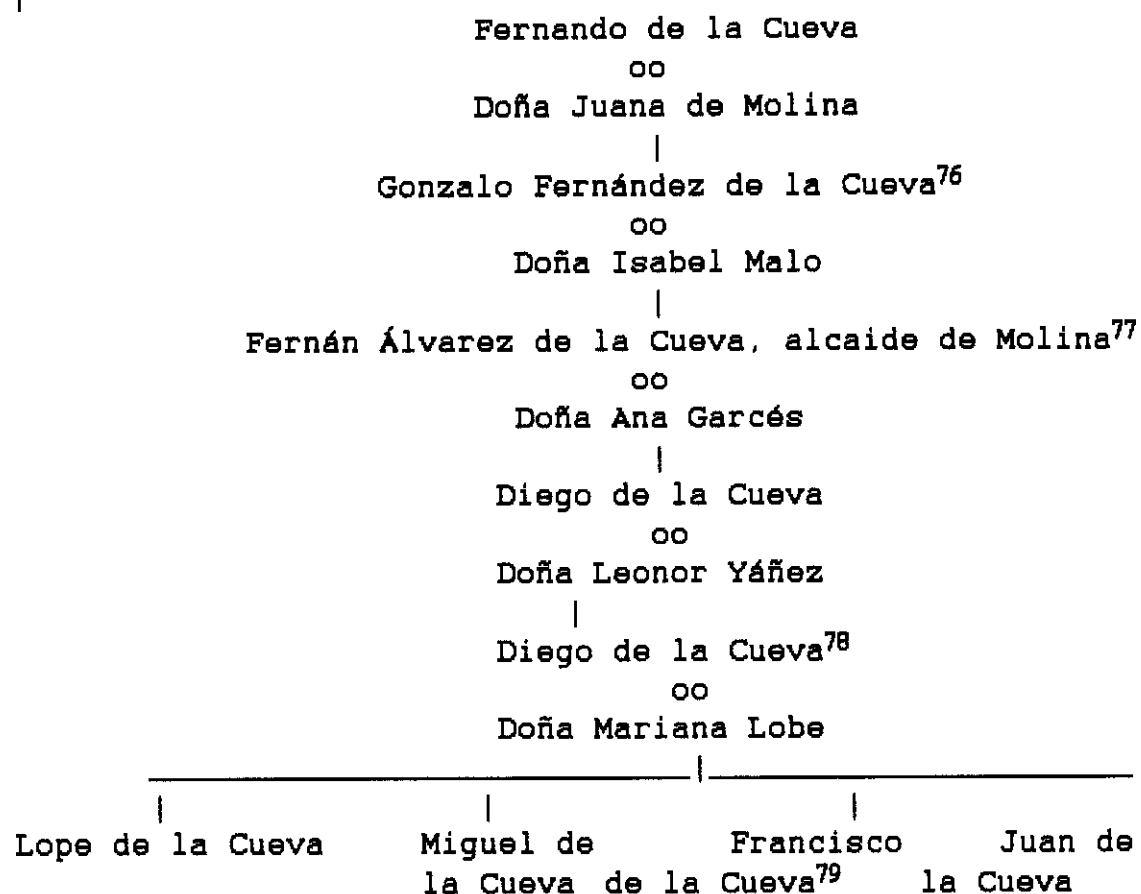 Fernando de la Cueva
oo
Doña Juana de Molina
Gonzalo Fernández de la Cueva76
oo
Doña Isabel Malo
Fernán Álvarez de la Cueva, alcaide de Molina77
oo
Doña Ana Garcés
Diego de la Cueva
oo
Doña Leonor Yáñez
Diego de la Cueva78
oo
Doña Mariana Lobe
Lope de la Cueva Miguel de Francisco Juan de
la Cueva de la Cueva79 la Cueva